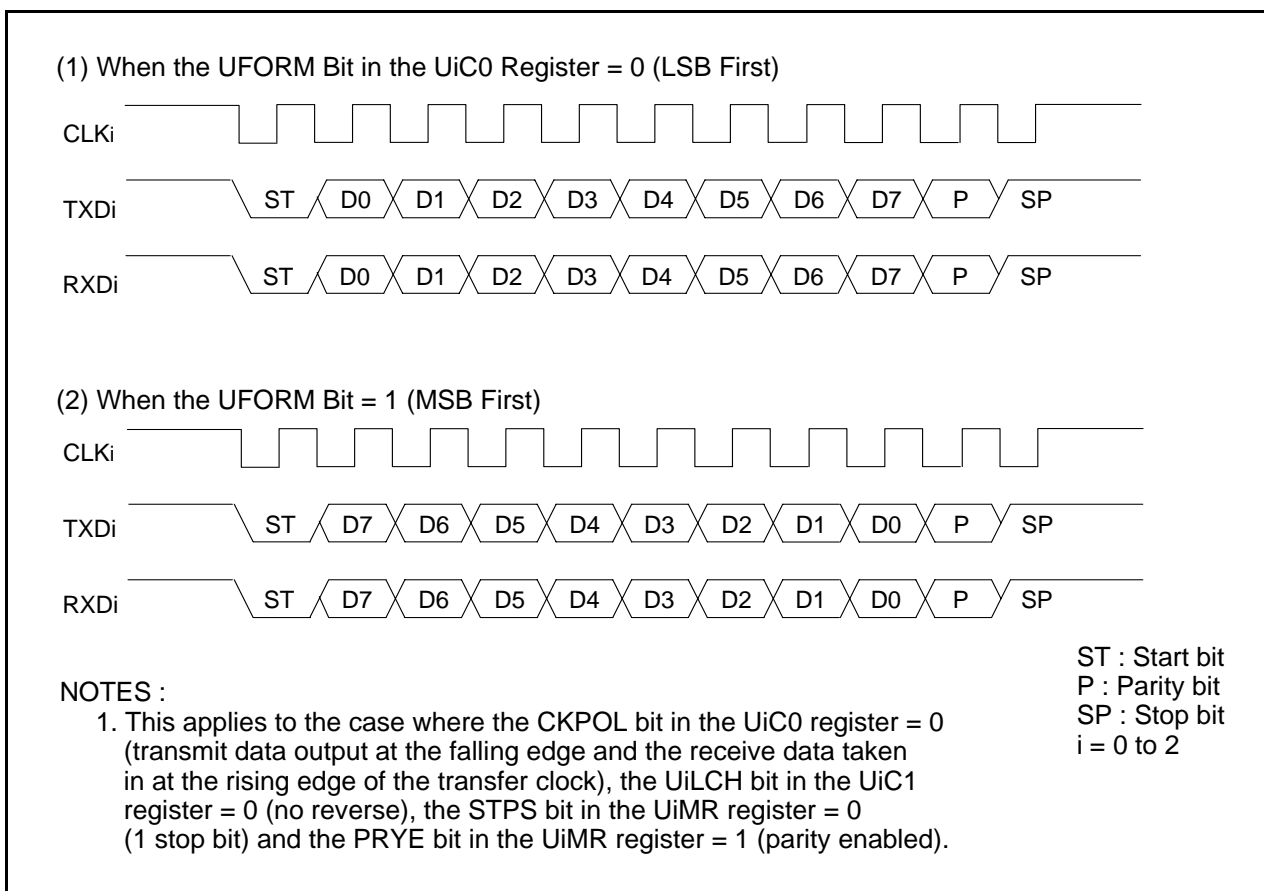 (1) When the UFORM Bit in the UiC0 Register = 0 (LSB First)
CLKi
TXDi ST D0 D1 D2 D3 D4 D5 D6 D7 P SP
RXDi ST D0 D1 D2 D3 D4 D5 D6 D7 P SP
(2) When the UFORM Bit = 1 (MSB First)
CLKi
TXDi ST D7 D6 D5 D4 D3 D2 D1 D0 P SP
RXDi ST D7 D6 D5 D4 D3 D2 D1 D0 P SP
ST : Start bit
P : Parity bit
SP : Stop bit
i = 0 to 2
NOTES :
1. This applies to the case where the CKPOL bit in the UiC0 register = 0
(transmit data output at the falling edge and the receive data taken
in at the rising edge of the transfer clock), the UiLCH bit in the UiC1
register = 0 (no reverse), the STPS bit in the UiMR register = 0
(1 stop bit) and the PRYE bit in the UiMR register = 1 (parity enabled).